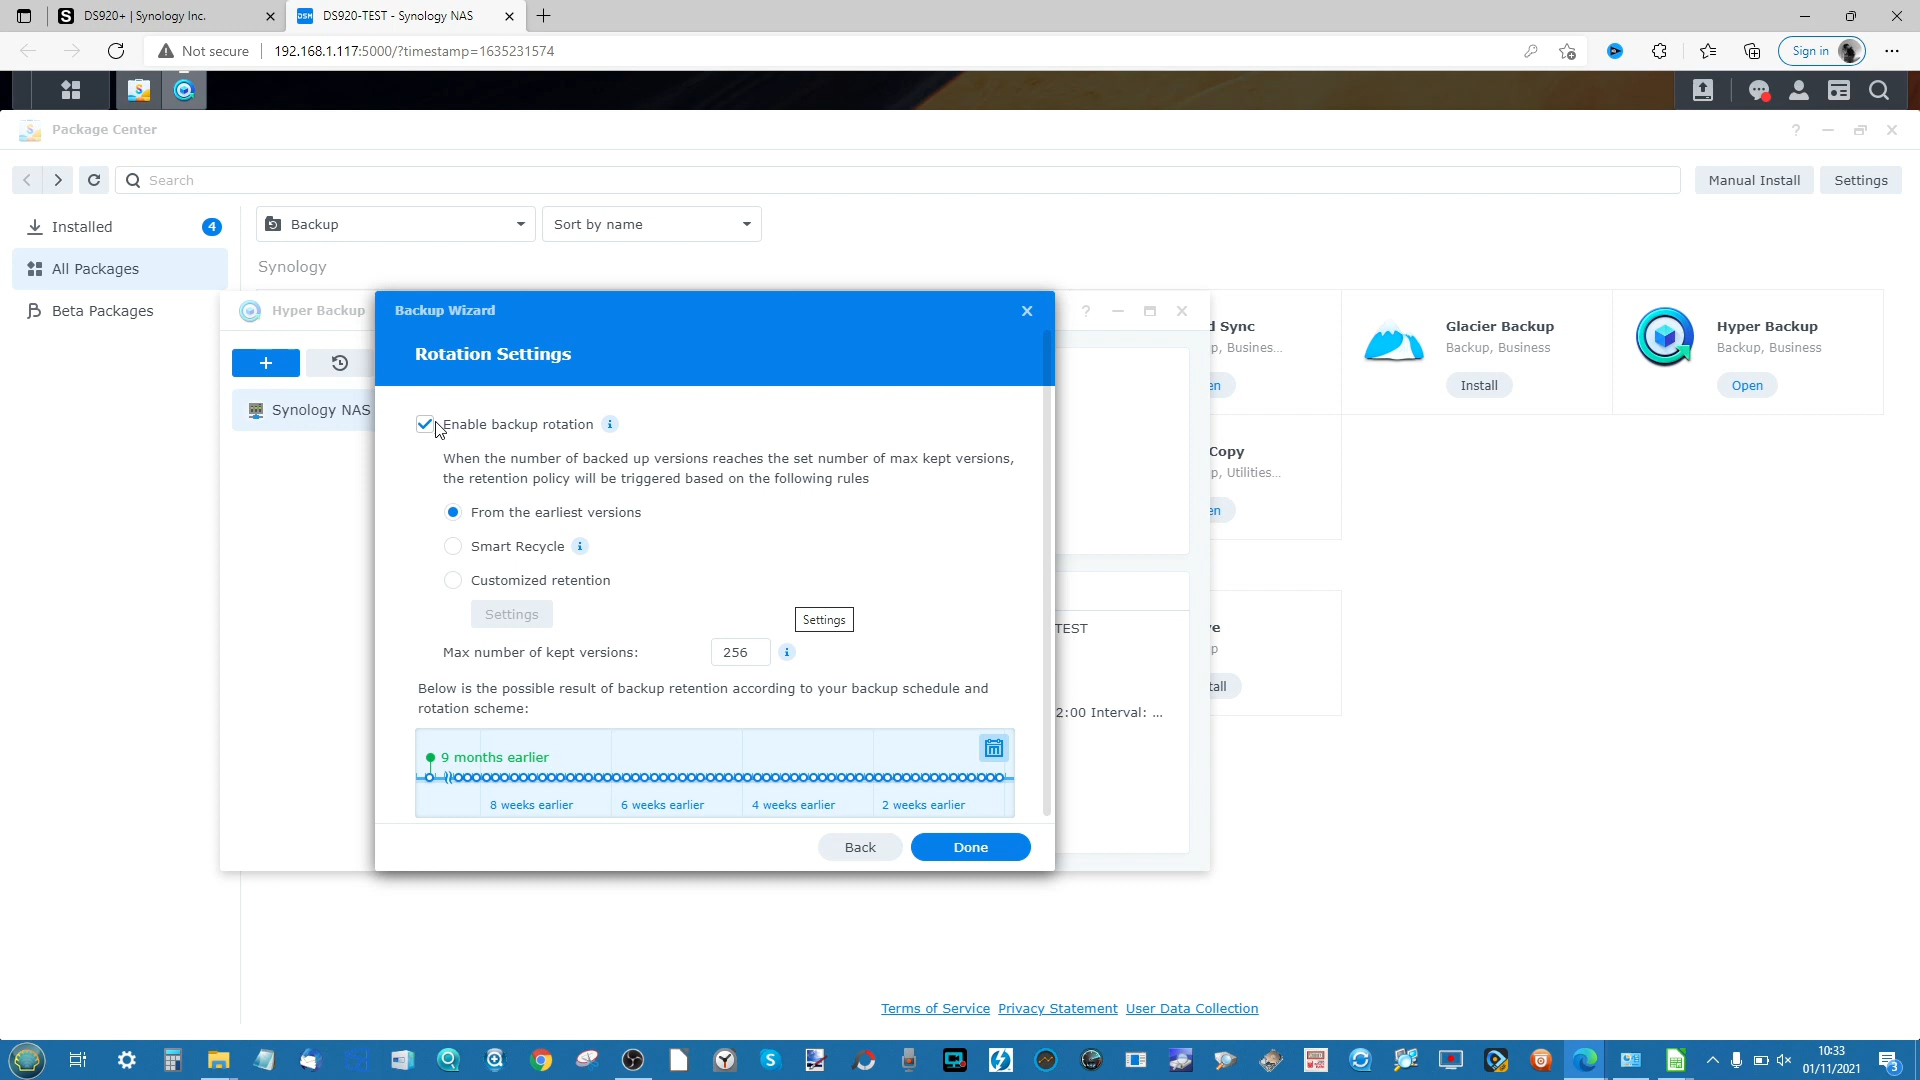 DS920+ | Synology Inc.
DS920-TEST - Synology NAS
Not secure
192.168.1.117:5000/?timestamp=1635231574
Sign in
Package Center
Search
Manual Install
Settings
Installed
4
Backup
Sort by name
All Packages
Synology
Beta Packages
Hyper Backup
Backup Wizard
Rotation Settings
d Sync
p, Busines...
en
Glacier Backup
Backup, Business
Install
Hyper Backup
Backup, Business
Open
Synology NAS
Enable backup rotation
When the number of backed up versions reaches the set number of max kept versions,
the retention policy will be triggered based on the following rules
From the earliest versions
Smart Recycle
Customized retention
Settings
Settings
Max number of kept versions:
256
Below is the possible result of backup retention according to your backup schedule and
rotation scheme:
9 months earlier
8 weeks earlier
6 weeks earlier
4 weeks earlier
2 weeks earlier
Back
Done
Copy
p, Utilities...
en
TEST
2:00 Interval: ...
ve
p
tall
Terms of Service
Privacy Statement
User Data Collection
10:33
01/11/2021
3